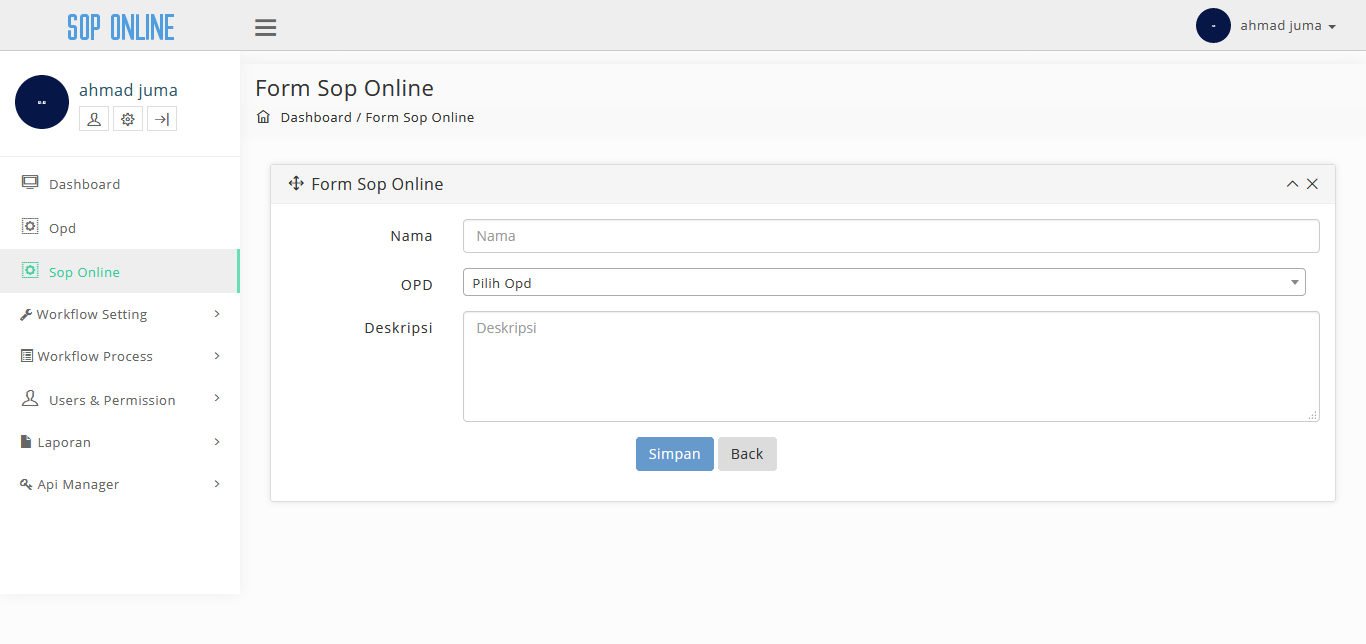 SOP ONLINE
ahmad juma
ahmad juma
Dashboard
Opd
Sop Online
Workflow Setting
Workflow Process
Users & Permission
Laporan
Api Manager
Form Sop Online
Dashboard / Form Sop Online
Form Sop Online
Nama
Nama
OPD
Pilih Opd
Deskripsi
Deskripsi
Simpan
Back